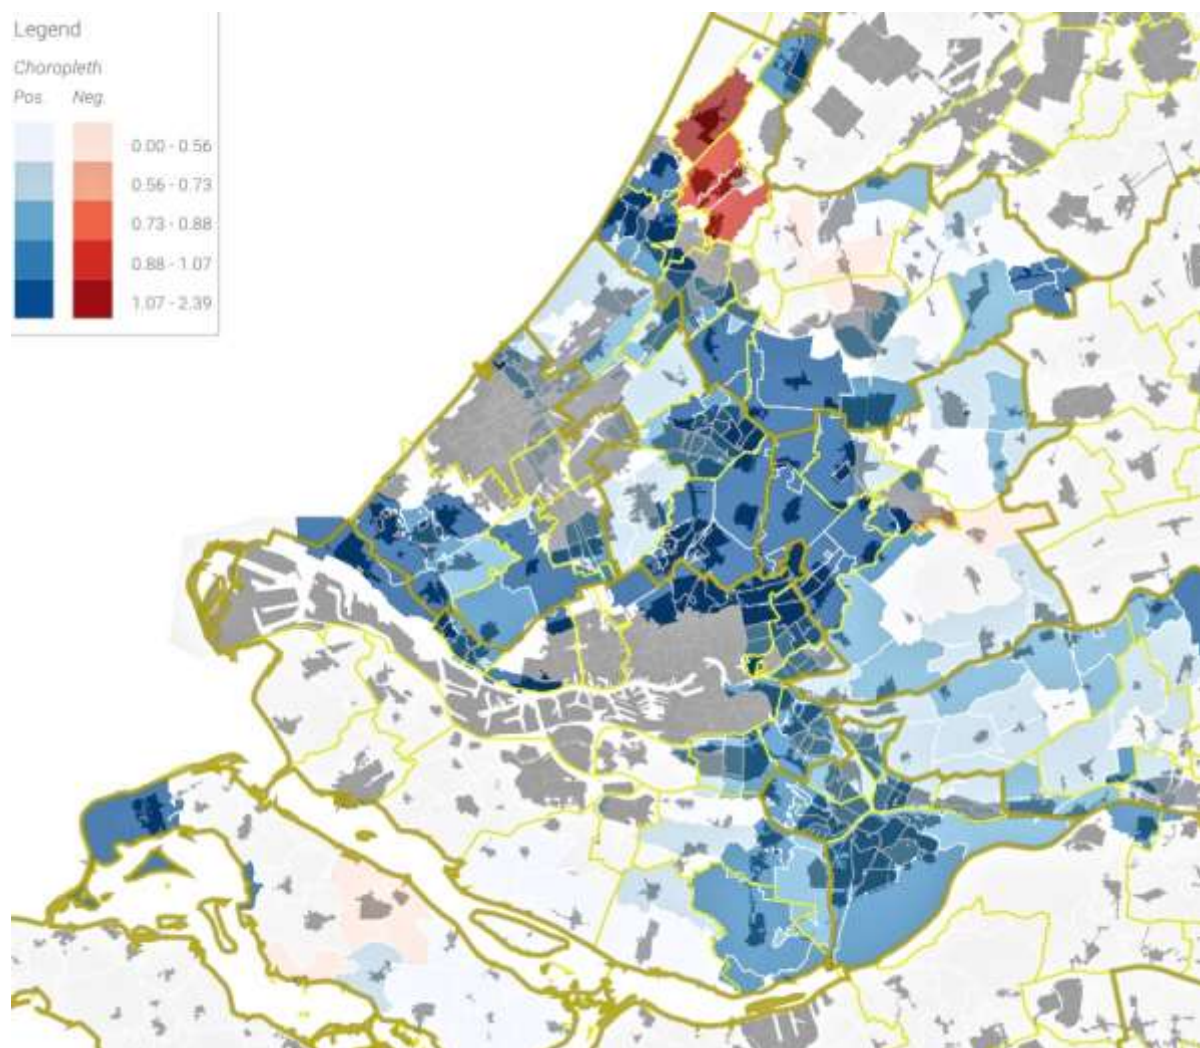 Legend
Choropleth
Pos. Neg.
0.00 - 0.56
0.56 - 0.73
0.73 - 0.88
0.88 - 1.07
1.07 - 2.39